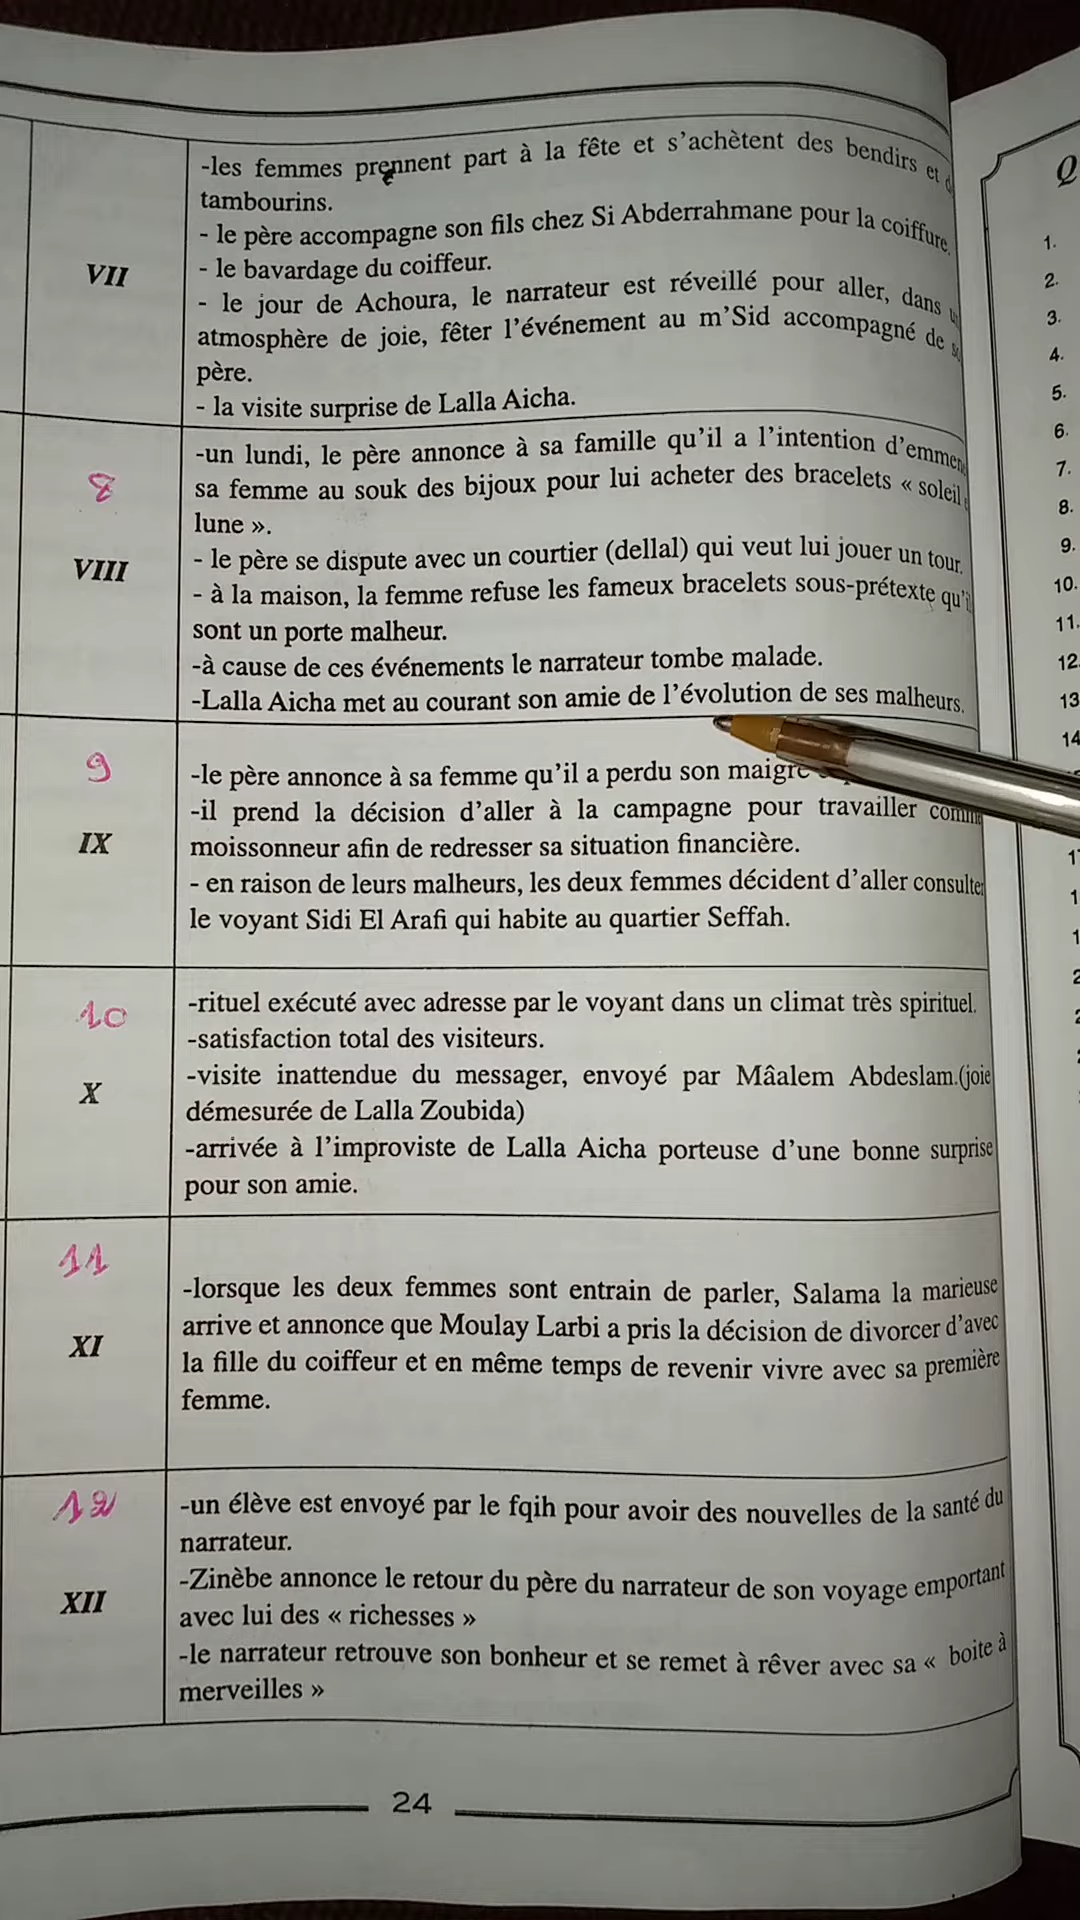 -les femmes prennent part à la fête et s'achètent des bendirs et
tambourins.
- le père accompagne son fils chez Si Abderrahmane pour la coiffure.
VII
- le bavardage du coiffeur.
- le jour de Achoura, le narrateur est réveillé pour aller, dans
atmosphère de joie, fêter l'événement au m'Sid accompagné de
père.
- la visite surprise de Lalla Aicha.
8
VIII
-un lundi, le père annonce à sa famille qu'il a l'intention
sa femme au souk des bijoux pour lui acheter des bracelets « soleil
lune ».
- le père se dispute avec un courtier (dellal) qui veut lui jouer un tour.
- à la maison, la femme refuse les fameux bracelets sous-prétexte
sont un porte malheur.
-à cause de ces événements le narrateur tombe malade.
-Lalla Aicha met au courant son amie de l'évolution de ses malheurs.
9
IX
-le père annonce à sa femme qu'il a perdu son maigre
-il prend la décision d'aller à la campagne pour travailler
moissonneur afin de redresser sa situation financière.
- en raison de leurs malheurs, les deux femmes décident d'aller consulter
le voyant Sidi El Arafi qui habite au quartier Seffah.
10
X
-rituel exécuté avec adresse par le voyant dans un climat très spirituel.
-satisfaction total des visiteurs.
-visite inattendue du messager, envoyé par Mâalem Abdeslam.(joie
démesurée de Lalla Zoubida)
-arrivée à l'improviste de Lalla Aicha porteuse d'une bonne surprise
pour son amie.
11
XI
-lorsque les deux femmes sont entrain de parler, Salama la marieuse
arrive et annonce que Moulay Larbi a pris la décision de divorcer d'avec
la fille du coiffeur et en même temps de revenir vivre avec sa première
femme.
12
XII
-un élève est envoyé par le fqih pour avoir des nouvelles de la santé du
narrateur.
-Zinèbe annonce le retour du père du narrateur de son voyage emportant
avec lui des « richesses »
-le narrateur retrouve son bonheur et se remet à rêver avec sa « boite à
merveilles »
24
Q
1.
2.
3.
4.
5.
6.
7.
8.
9.
10.
11.
12.
13
14